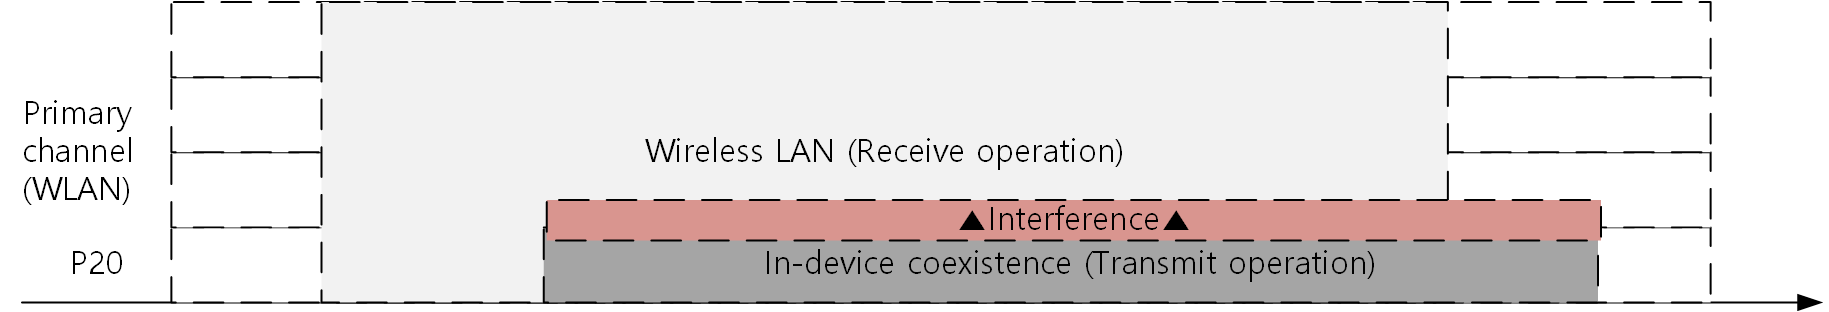 Primary
channel
(WLAN)
Wireless LAN (Receive operation)
▲Interference▲
P20
In-device coexistence (Transmit operation)